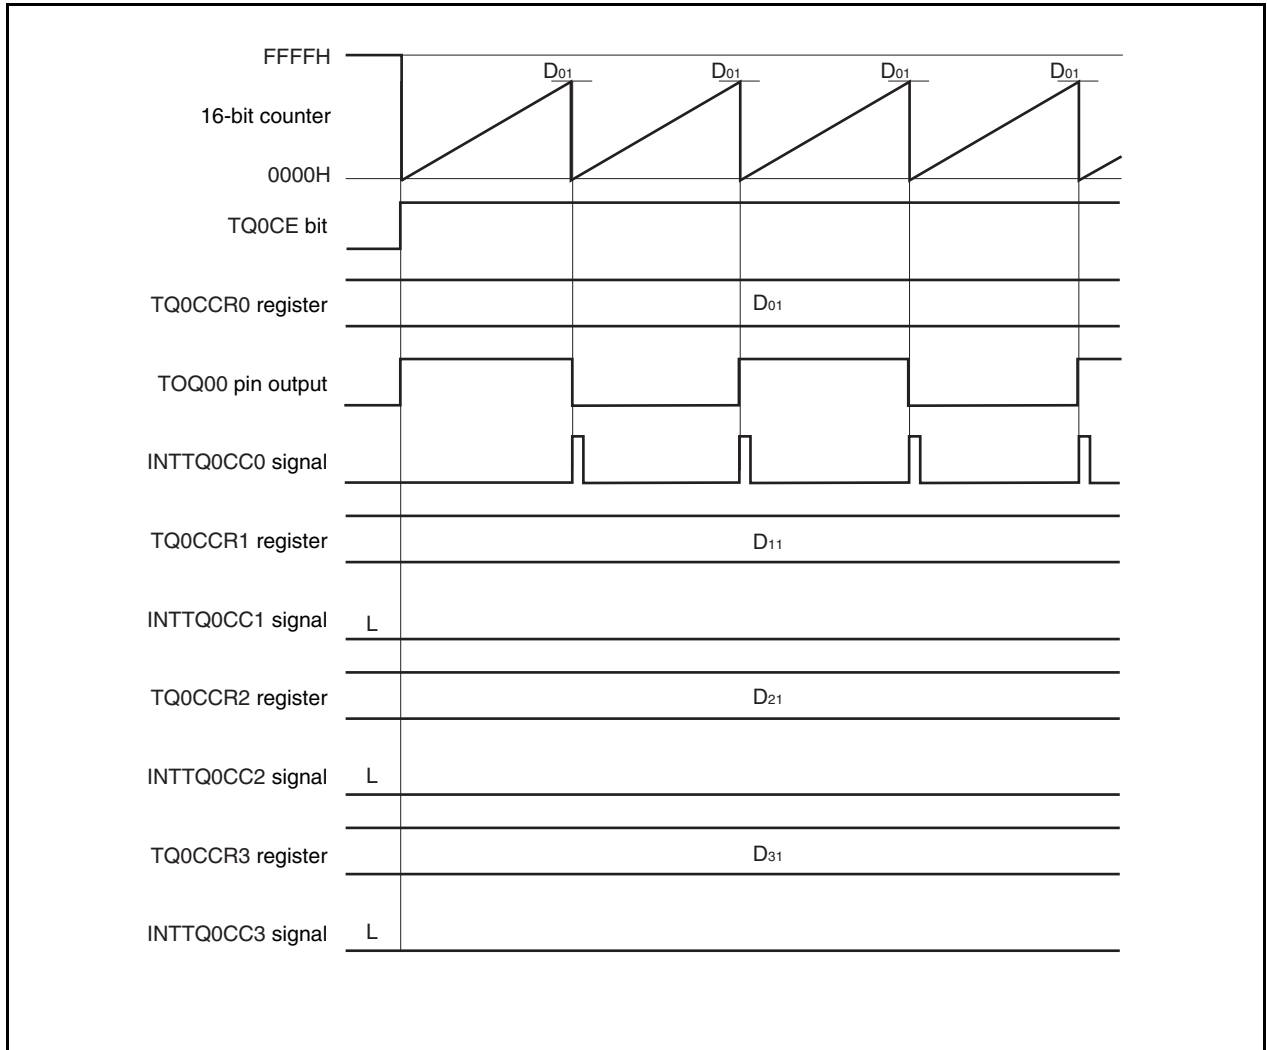 FFFFH
D01 D01 D01 D01
16-bit counter
0000H
TQ0CE bit
TQ0CCR0 register D01
TOQ00 pin output
INTTQ0CC0 signal
TQ0CCR1 register D11
INTTQ0CC1 signal L
TQ0CCR2 register D21
INTTQ0CC2 signal L
TQ0CCR3 register D31
INTTQ0CC3 signal L